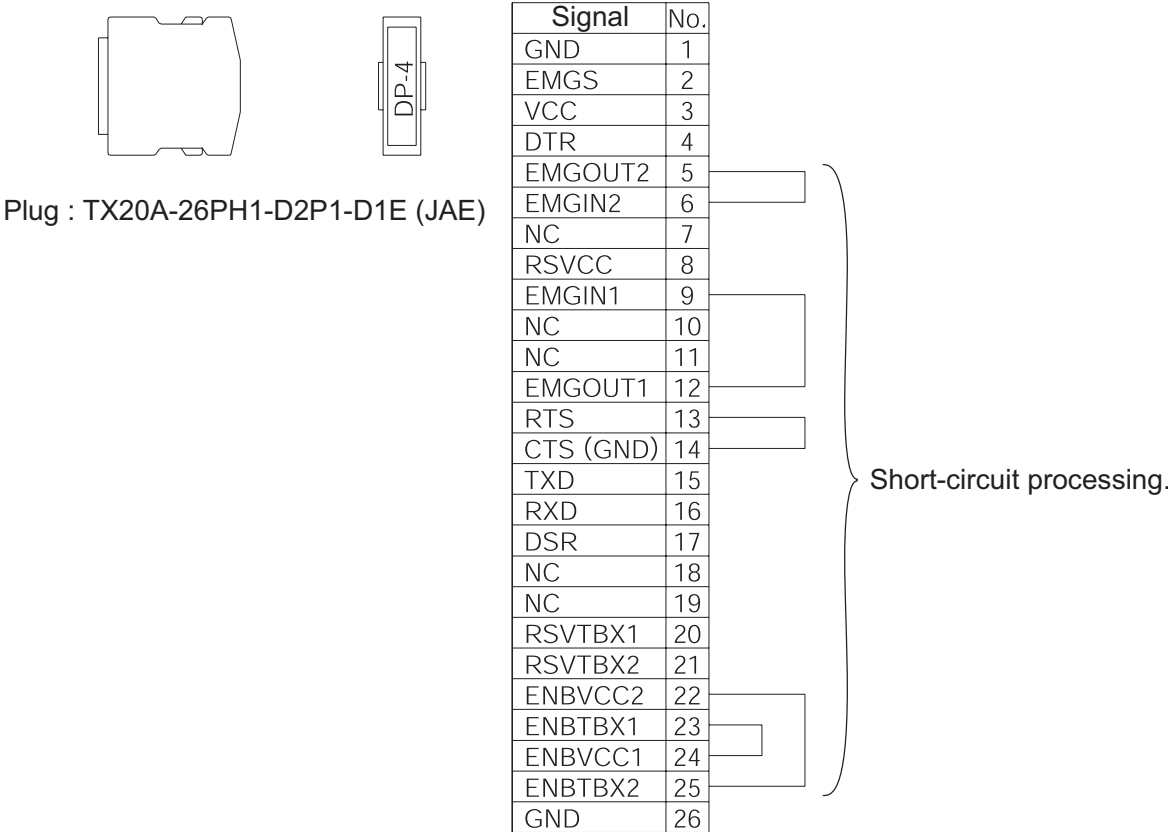 DP-4
Plug : TX20A-26PH1-D2P1-D1E (JAE)
Signal No.
GND 1
EMGS 2
VCC 3
DTR 4
EMGOUT2 5
EMGIN2 6
NC 7
RSVCC 8
EMGIN1 9
NC 10
NC 11
EMGOUT1 12
RTS 13
CTS (GND) 14
TXD 15
RXD 16
DSR 17
NC 18
NC 19
RSVTBX1 20
RSVTBX2 21
ENBVCC2 22
ENBTBX1 23
ENBVCC1 24
ENBTBX2 25
GND 26
Short-circuit processing.